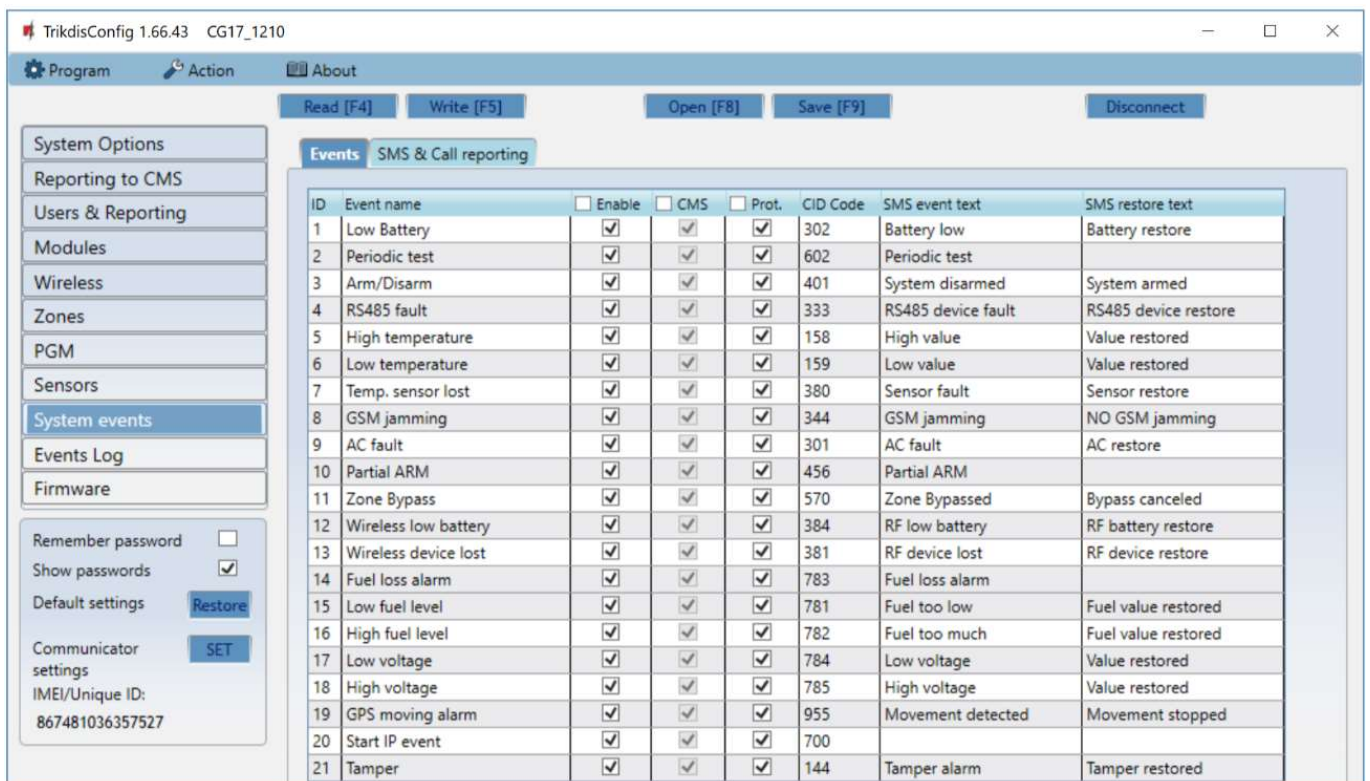 TrikdisConfig 1.66.43 CG17_1210
Program Action About
Read [F4] Write [F5] Open [F8] Save [F9] Disconnect
System Options
Reporting to CMS
Users & Reporting
Modules
Wireless
Zones
PGM
Sensors
System events
Events Log
Firmware
Remember password
Show passwords
Default settings Restore
Communicator settings SET
IMEI/Unique ID:
867481036357527
Events SMS & Call reporting
ID Event name Enable CMS Prot. CID Code SMS event text SMS restore text
1 Low Battery 302 Battery low Battery restore
2 Periodic test 602 Periodic test
3 Arm/Disarm 401 System disarmed System armed
4 RS485 fault 333 RS485 device fault RS485 device restore
5 High temperature 158 High value Value restored
6 Low temperature 159 Low value Value restored
7 Temp. sensor lost 380 Sensor fault Sensor restore
8 GSM jamming 344 GSM jamming NO GSM jamming
9 AC fault 301 AC fault AC restore
10 Partial ARM 456 Partial ARM
11 Zone Bypass 570 Zone Bypassed Bypass canceled
12 Wireless low battery 384 RF low battery RF battery restore
13 Wireless device lost 381 RF device lost RF device restore
14 Fuel loss alarm 783 Fuel loss alarm
15 Low fuel level 781 Fuel too low Fuel value restored
16 High fuel level 782 Fuel too much Fuel value restored
17 Low voltage 784 Low voltage Value restored
18 High voltage 785 High voltage Value restored
19 GPS moving alarm 955 Movement detected Movement stopped
20 Start IP event 700
21 Tamper 144 Tamper alarm Tamper restored